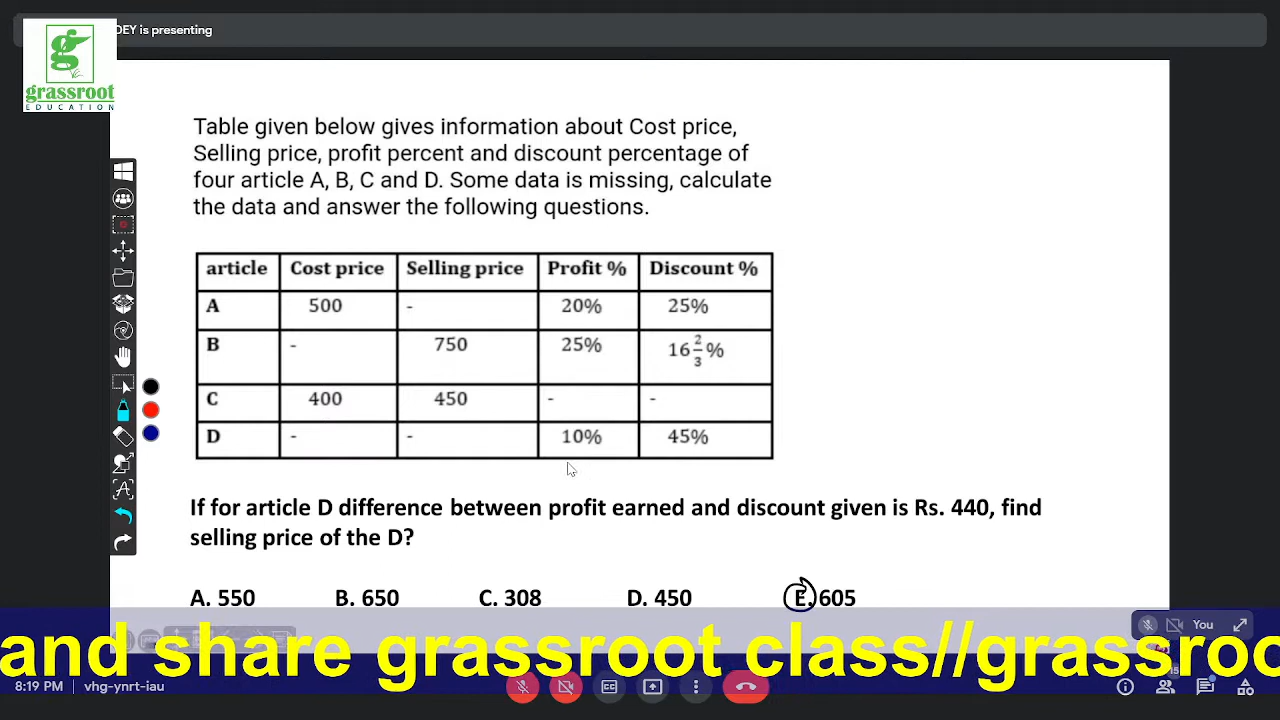 DEY is presenting
grassroot
EDUCATION
Table given below gives information about Cost price,
Selling price, profit percent and discount percentage of
four article A, B, C and D. Some data is missing, calculate
the data and answer the following questions.
article Cost price Selling price Profit % Discount %
A 500 - 20% 25%
B - 750 25% 16 2/3 %
C 400 450 - -
D - - 10% 45%
If for article D difference between profit earned and discount given is Rs. 440, find
selling price of the D?
A. 550 B. 650 C. 308 D. 450 E. 605
You
and share grassroot class//grassroo
8:19 PM vhg-ynrt-iau